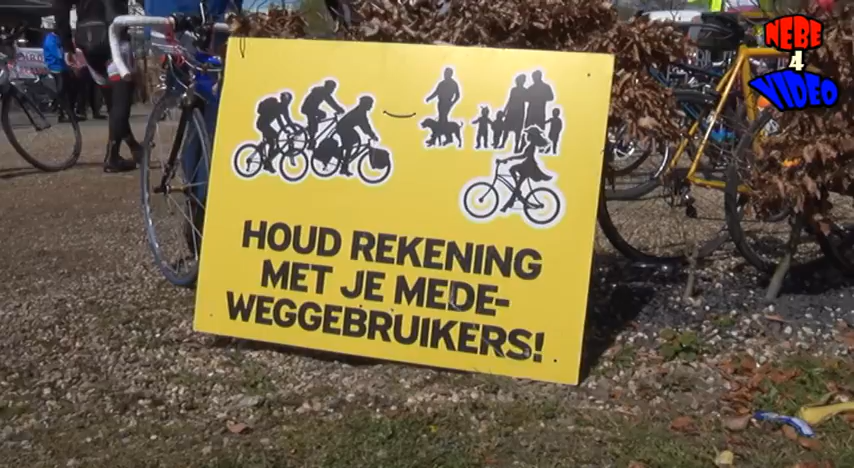 NEBE
4
VIDEO
HOUD REKENING
MET JE MEDE-
WEGGEBRUIKERS!